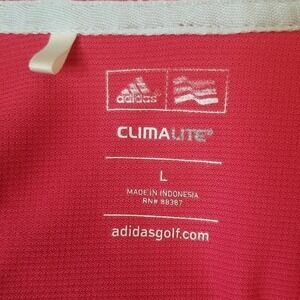 adidas
CLIMALITE®
L
MADE IN INDONESIA
RN# 88387
adidasgolf.com